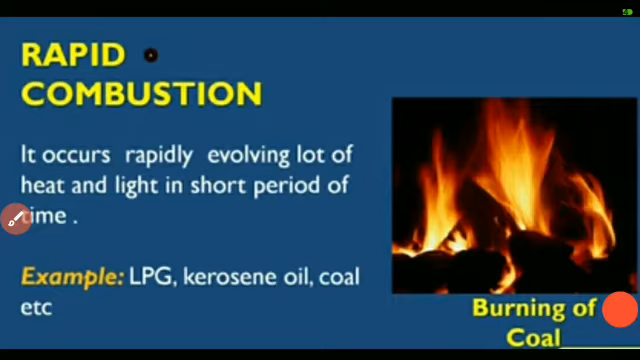 RAPID
COMBUSTION
It occurs rapidly evolving lot of
heat and light in short period of
time .
Example: LPG, kerosene oil, coal
etc
Burning of
Coal